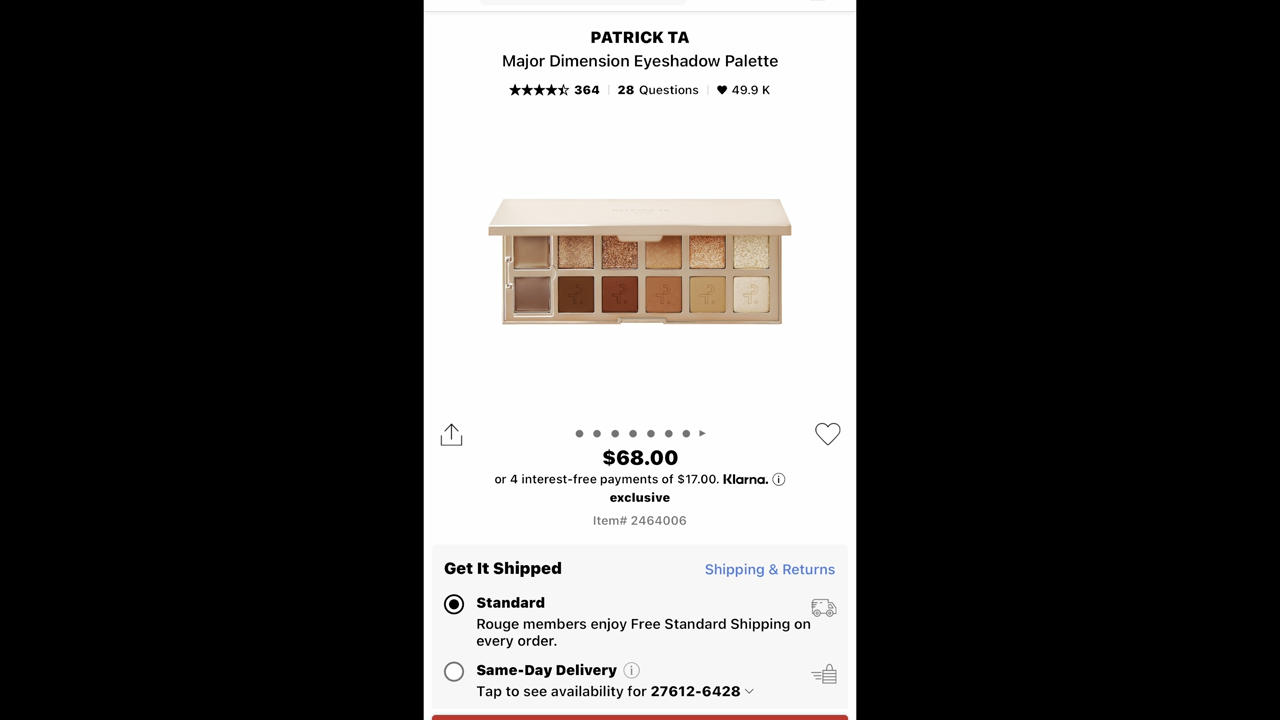 PATRICK TA
Major Dimension Eyeshadow Palette
364 | 28 Questions | 49.9 K
$68.00
or 4 interest-free payments of $17.00. Klarna.
exclusive
Item# 2464006
Get It Shipped
Shipping & Returns
Standard
Rouge members enjoy Free Standard Shipping on
every order.
Same-Day Delivery
Tap to see availability for 27612-6428